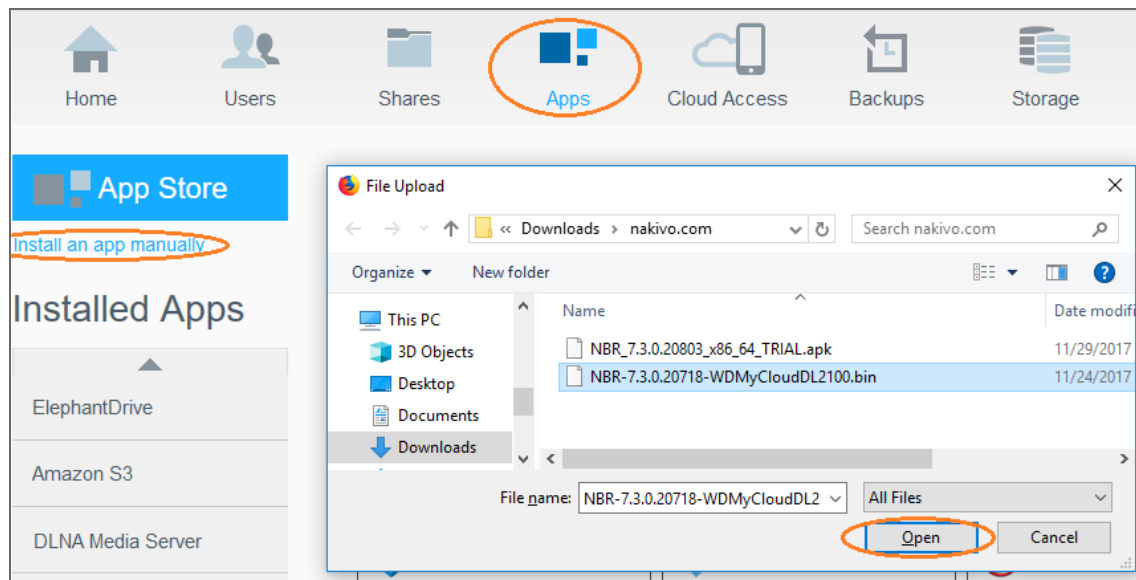 Home Users Shares Apps Cloud Access Backups Storage
App Store
Install an app manually
Installed Apps
ElephantDrive
Amazon S3
DLNA Media Server
File Upload
« Downloads › nakivo.com
Search nakivo.com
Organize
New folder
This PC
3D Objects
Desktop
Documents
Downloads
Name Date modifi
NBR_7.3.0.20803_x86_64_TRIAL.apk 11/29/2017
NBR-7.3.0.20718-WDMyCloudDL2100.bin 11/24/2017
File name: NBR-7.3.0.20718-WDMyCloudDL2 All Files
Open Cancel